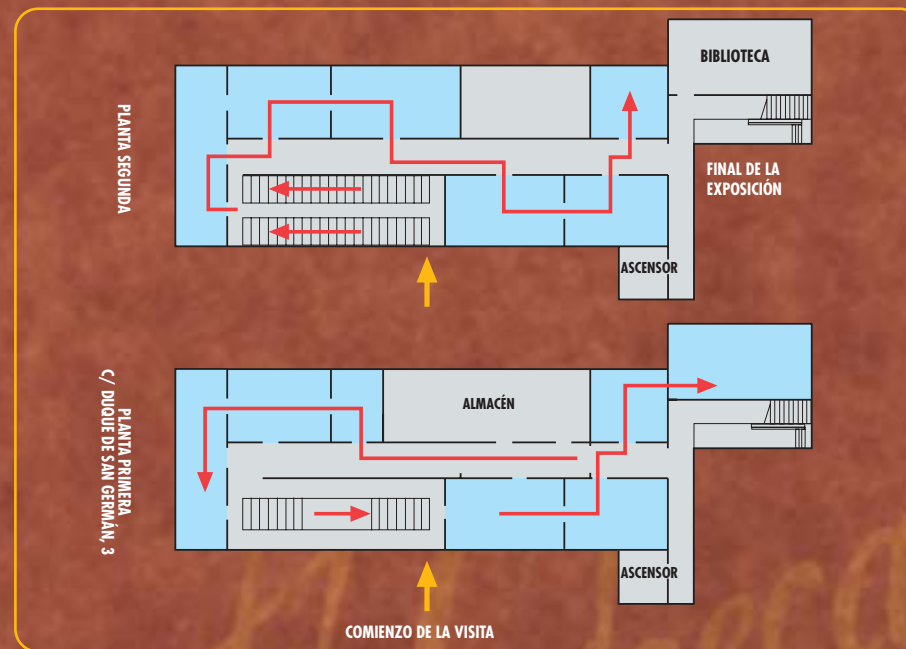 BIBLIOTECA
PLANTA SEGUNDA
FINAL DE LA
EXPOSICIÓN
ASCENSOR
PLANTA PRIMERA
C/ DUQUE DE SAN GERMÁN, 3
ALMACÉN
ASCENSOR
COMIENZO DE LA VISITA